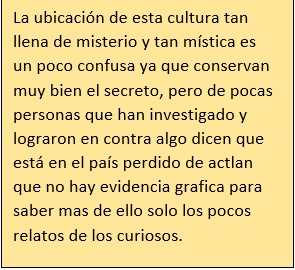 La ubicación de esta cultura tan
llena de misterio y tan mística es
un poco confusa ya que conservan
muy bien el secreto, pero de pocas
personas que han investigado y
lograron en contra algo dicen que
está en el país perdido de actlan
que no hay evidencia grafica para
saber mas de ello solo los pocos
relatos de los curiosos.